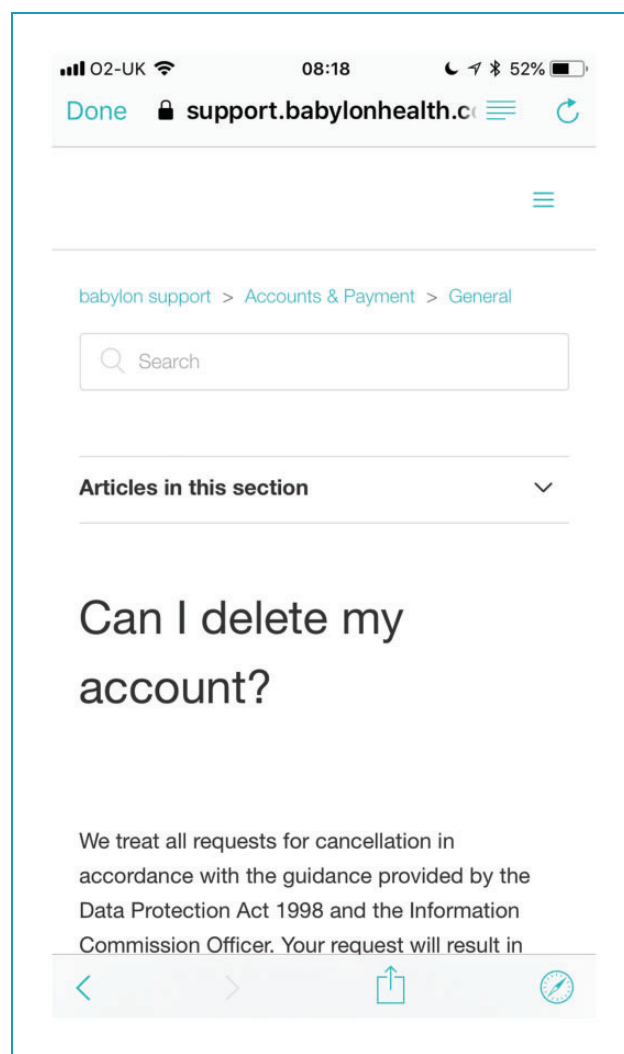 O2-UK 08:18 52%
Done support.babylonhealth.c
babylon support > Accounts & Payment > General
Search
Articles in this section
Can I delete my
account?
We treat all requests for cancellation in
accordance with the guidance provided by the
Data Protection Act 1998 and the Information
Commission Officer. Your request will result in